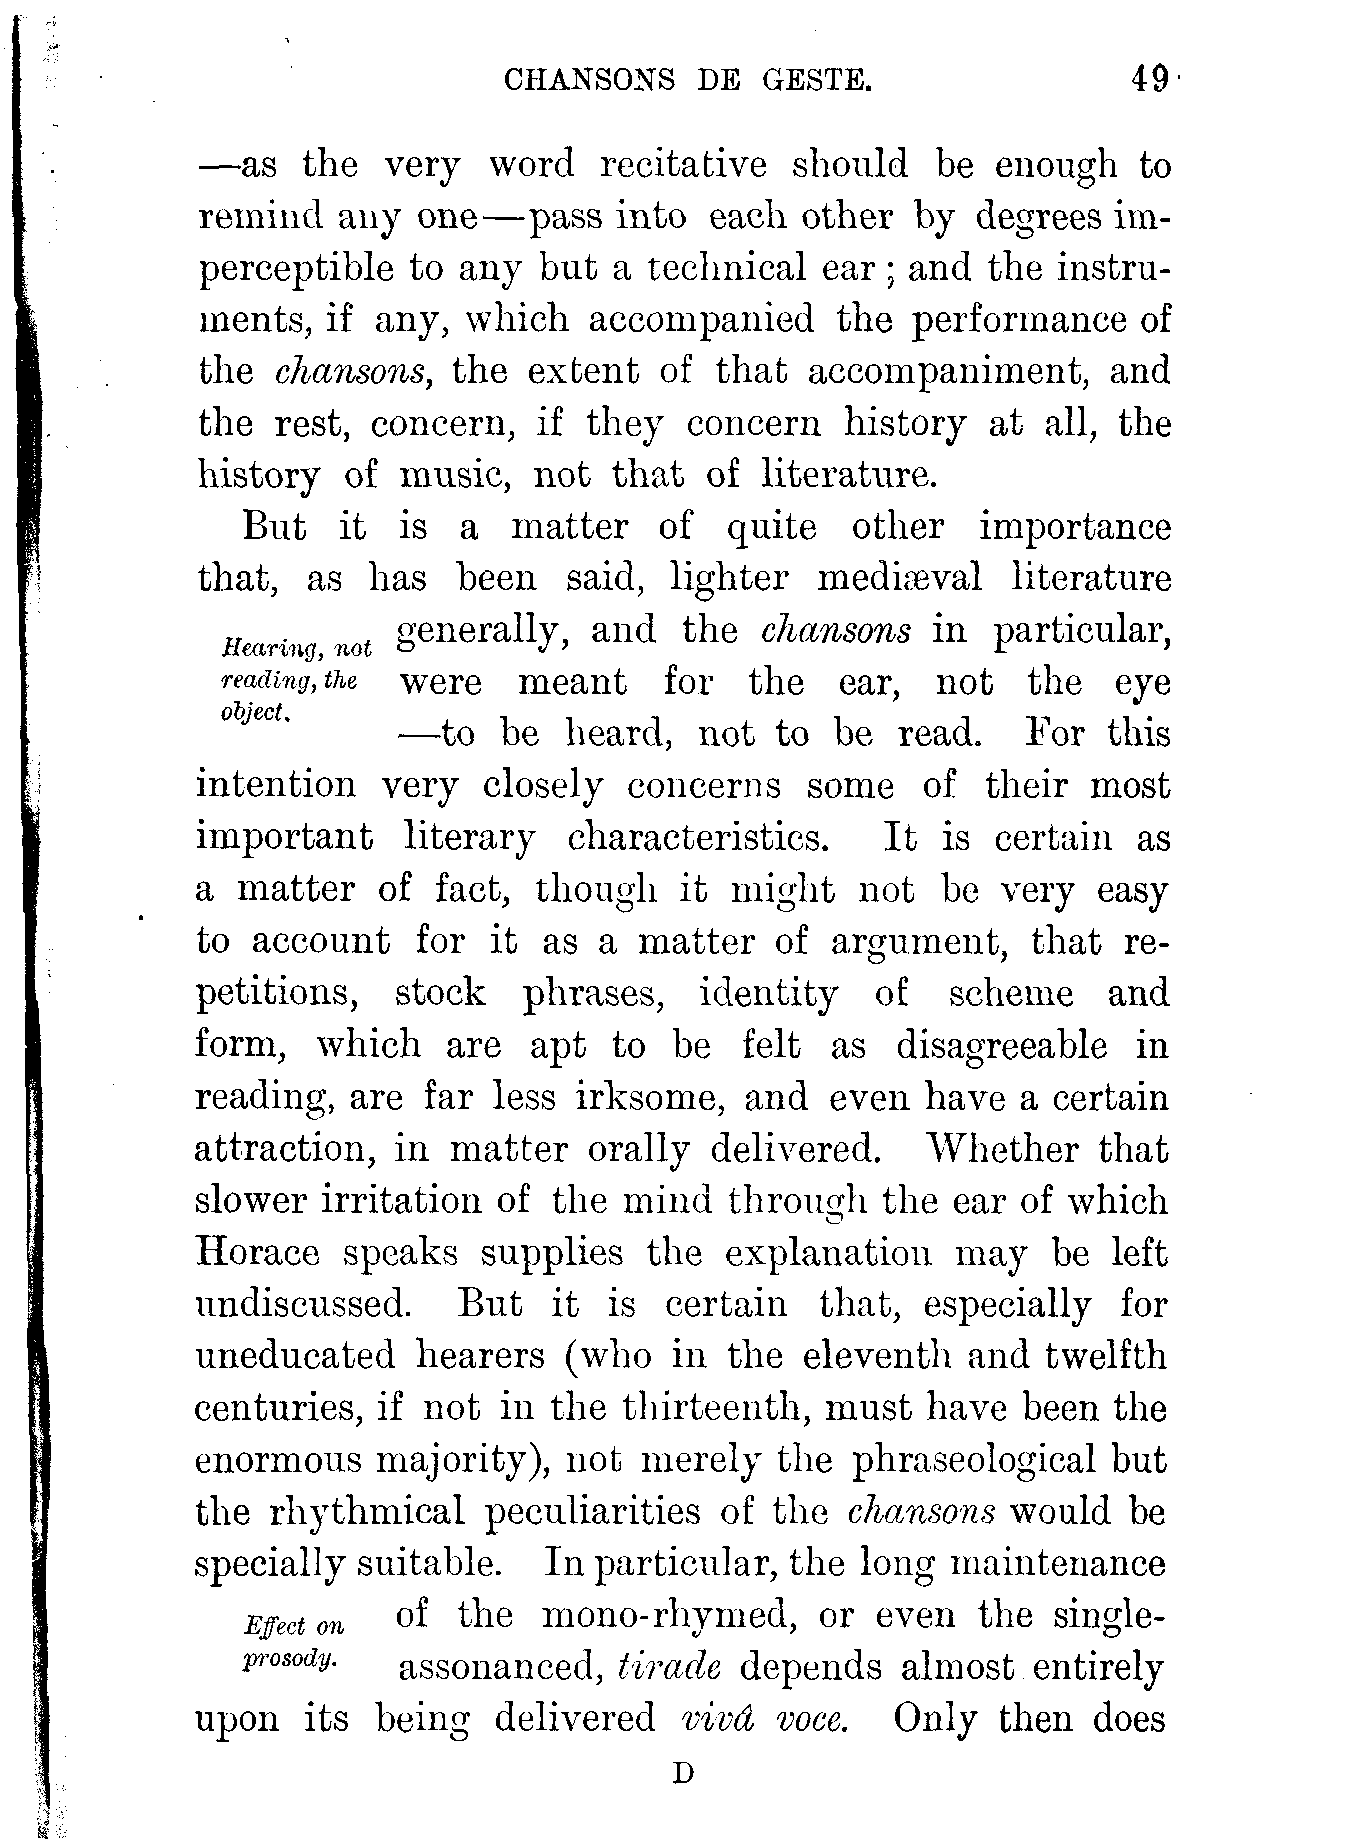 CHANSONS DE GESTE. 49
—as the very word recitative should be enough to
remind any one—pass into each other by degrees im-
perceptible to any but a technical ear; and the instru-
ments, if any, which accompanied the performance of
the chansons, the extent of that accompaniment, and
the rest, concern, if they concern history at all, the
history of music, not that of literature.
But it is a matter of quite other importance
that, as has been said, lighter mediæval literature
generally, and the chansons in particular,
Hearing, not
reading, the
object.
were meant for the ear, not the eye
—to be heard, not to be read. For this
intention very closely concerns some of their most
important literary characteristics. It is certain as
a matter of fact, though it might not be very easy
to account for it as a matter of argument, that re-
petitions, stock phrases, identity of scheme and
form, which are apt to be felt as disagreeable in
reading, are far less irksome, and even have a certain
attraction, in matter orally delivered. Whether that
slower irritation of the mind through the ear of which
Horace speaks supplies the explanation may be left
undiscussed. But it is certain that, especially for
uneducated hearers (who in the eleventh and twelfth
centuries, if not in the thirteenth, must have been the
enormous majority), not merely the phraseological but
the rhythmical peculiarities of the chansons would be
specially suitable. In particular, the long maintenance
of the mono-rhymed, or even the single-
Effect on
prosody.
assonanced, tirade depends almost entirely
upon its being delivered vivâ voce. Only then does
D